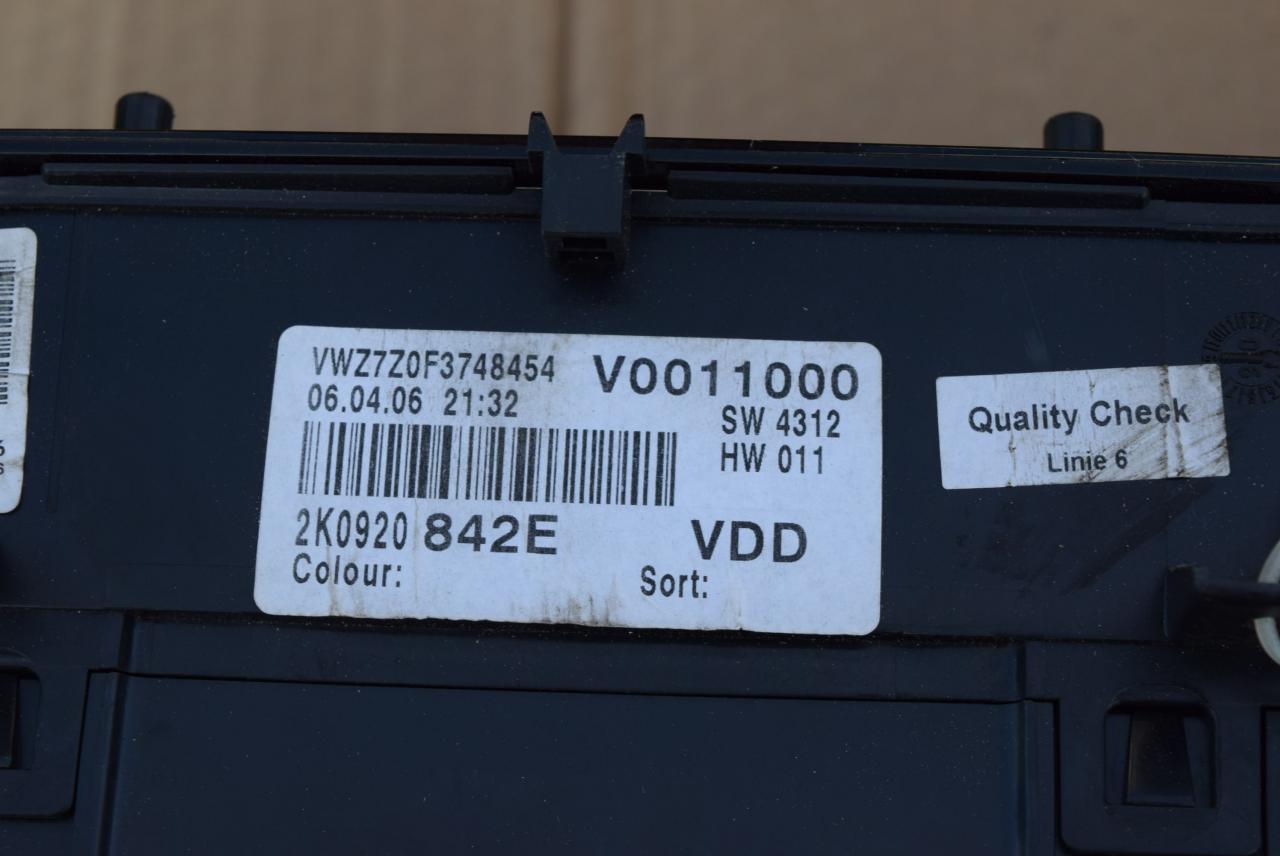 VWZ7Z0F3748454 V0011000
06.04.06 21:32 SW 4312
HW 011
2K0920 842E VDD
Colour: Sort:
Quality Check
Linie 6